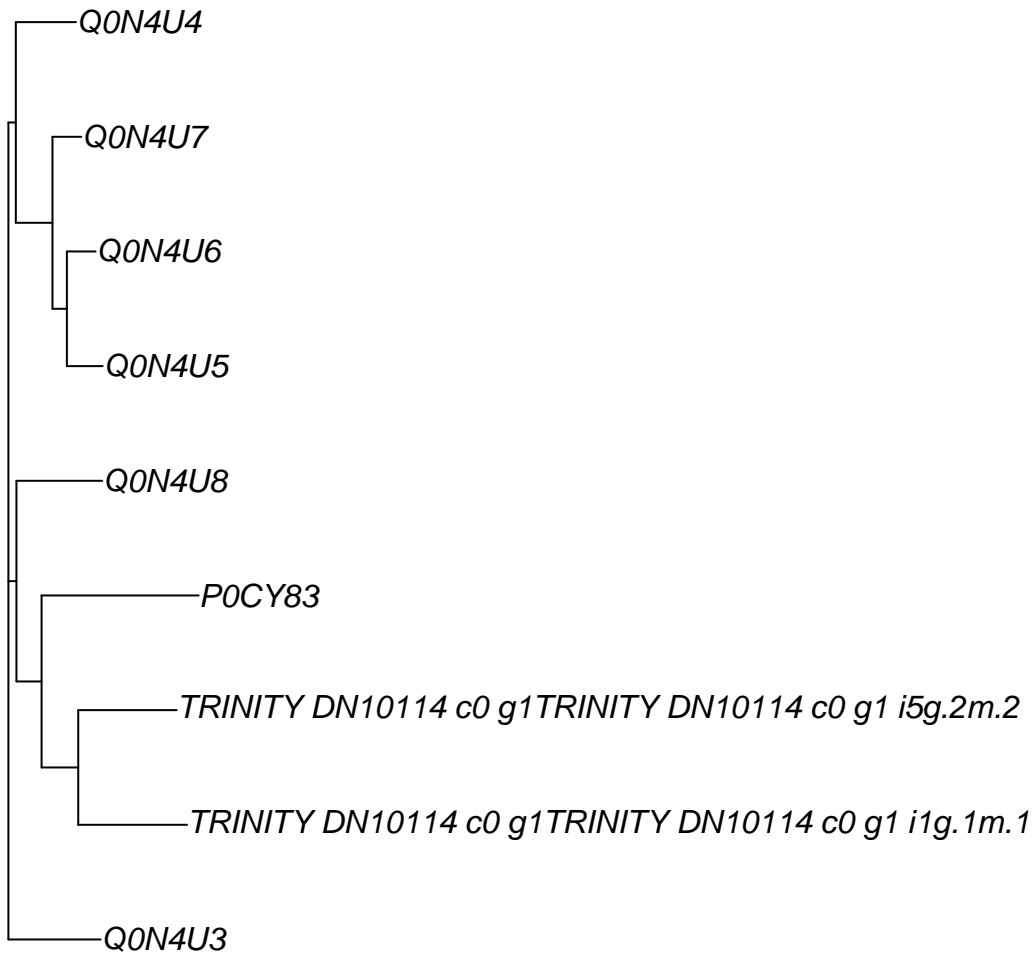 Q0N4U4
Q0N4U7
Q0N4U6
Q0N4U5
Q0N4U8
P0CY83
TRINITY DN10114 c0 g1TRINITY DN10114 c0 g1 i5g.2m.2
TRINITY DN10114 c0 g1TRINITY DN10114 c0 g1 i1g.1m.1
Q0N4U3